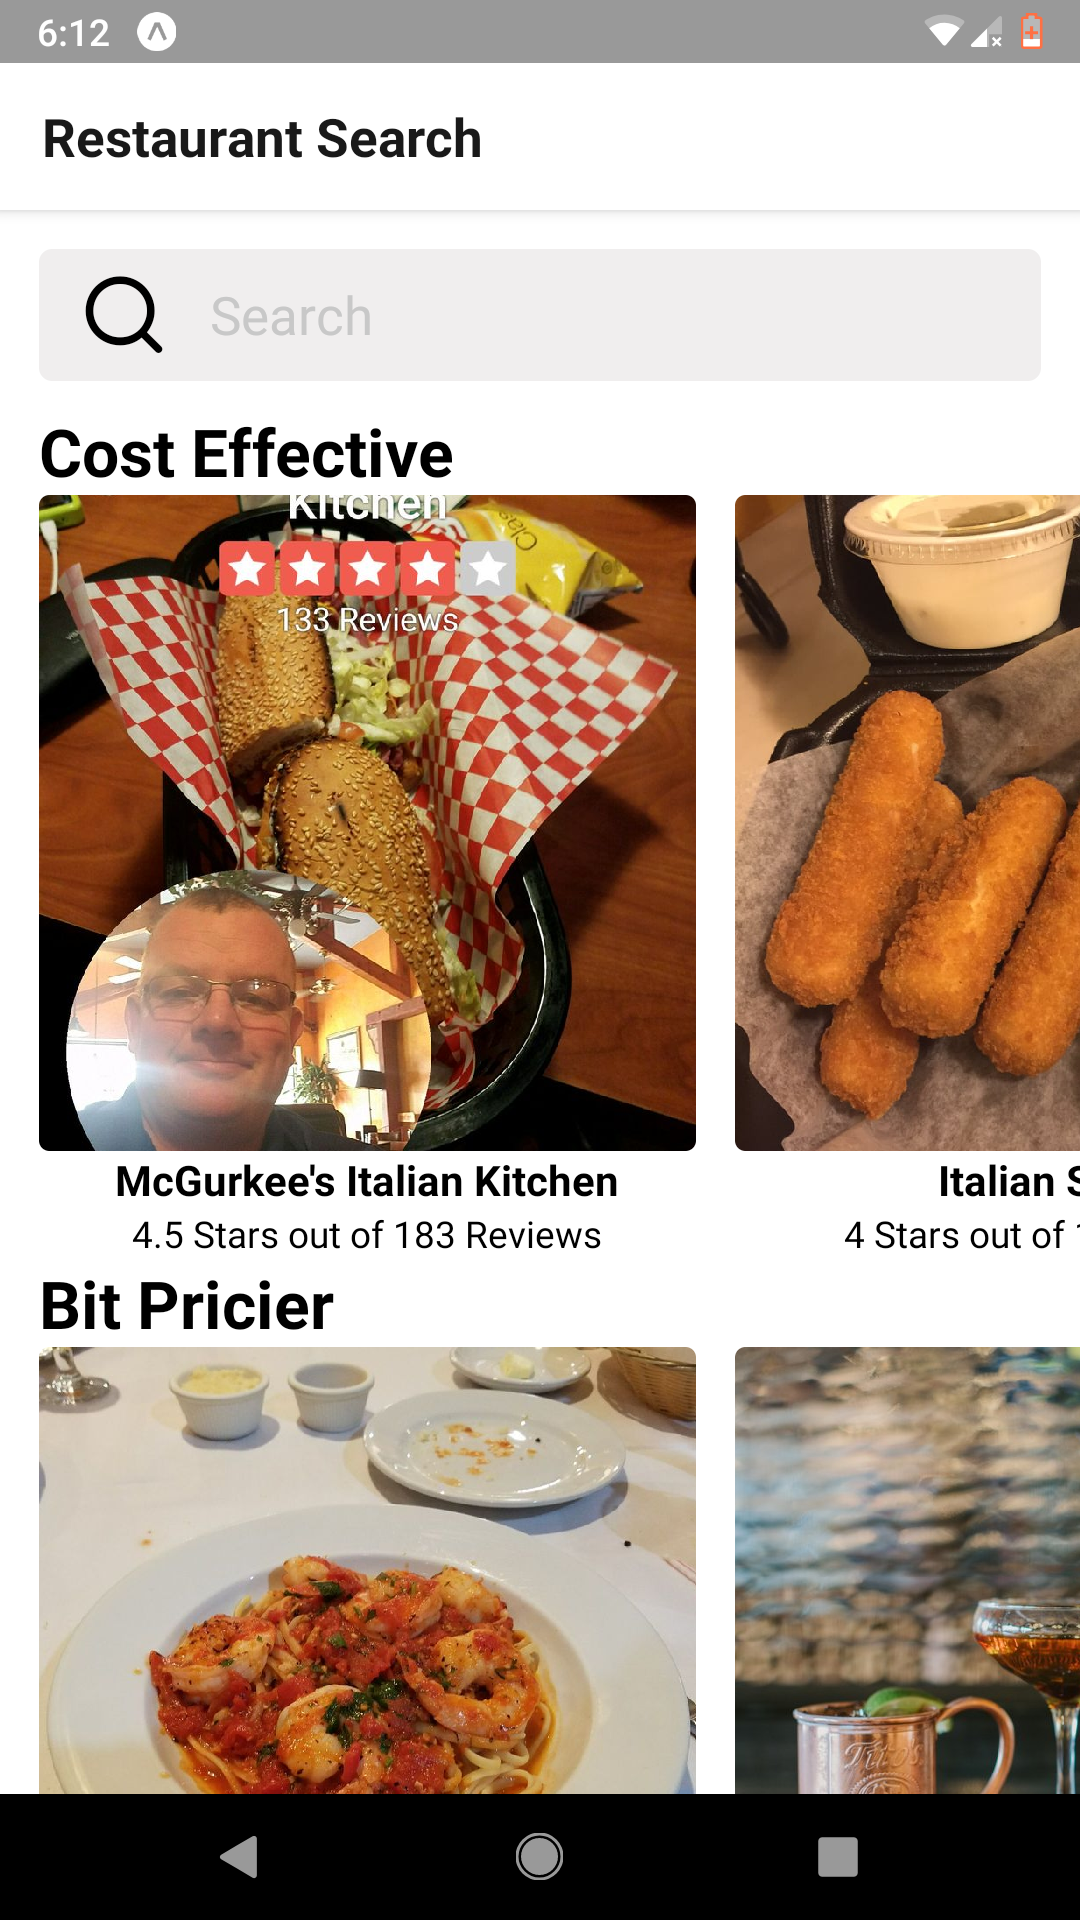 6:12
Restaurant Search
Search
Cost Effective
Kitchen
133 Reviews
McGurkee's Italian Kitchen
4.5 Stars out of 183 Reviews
Italian
4 Stars out of
Bit Pricier
Tito's